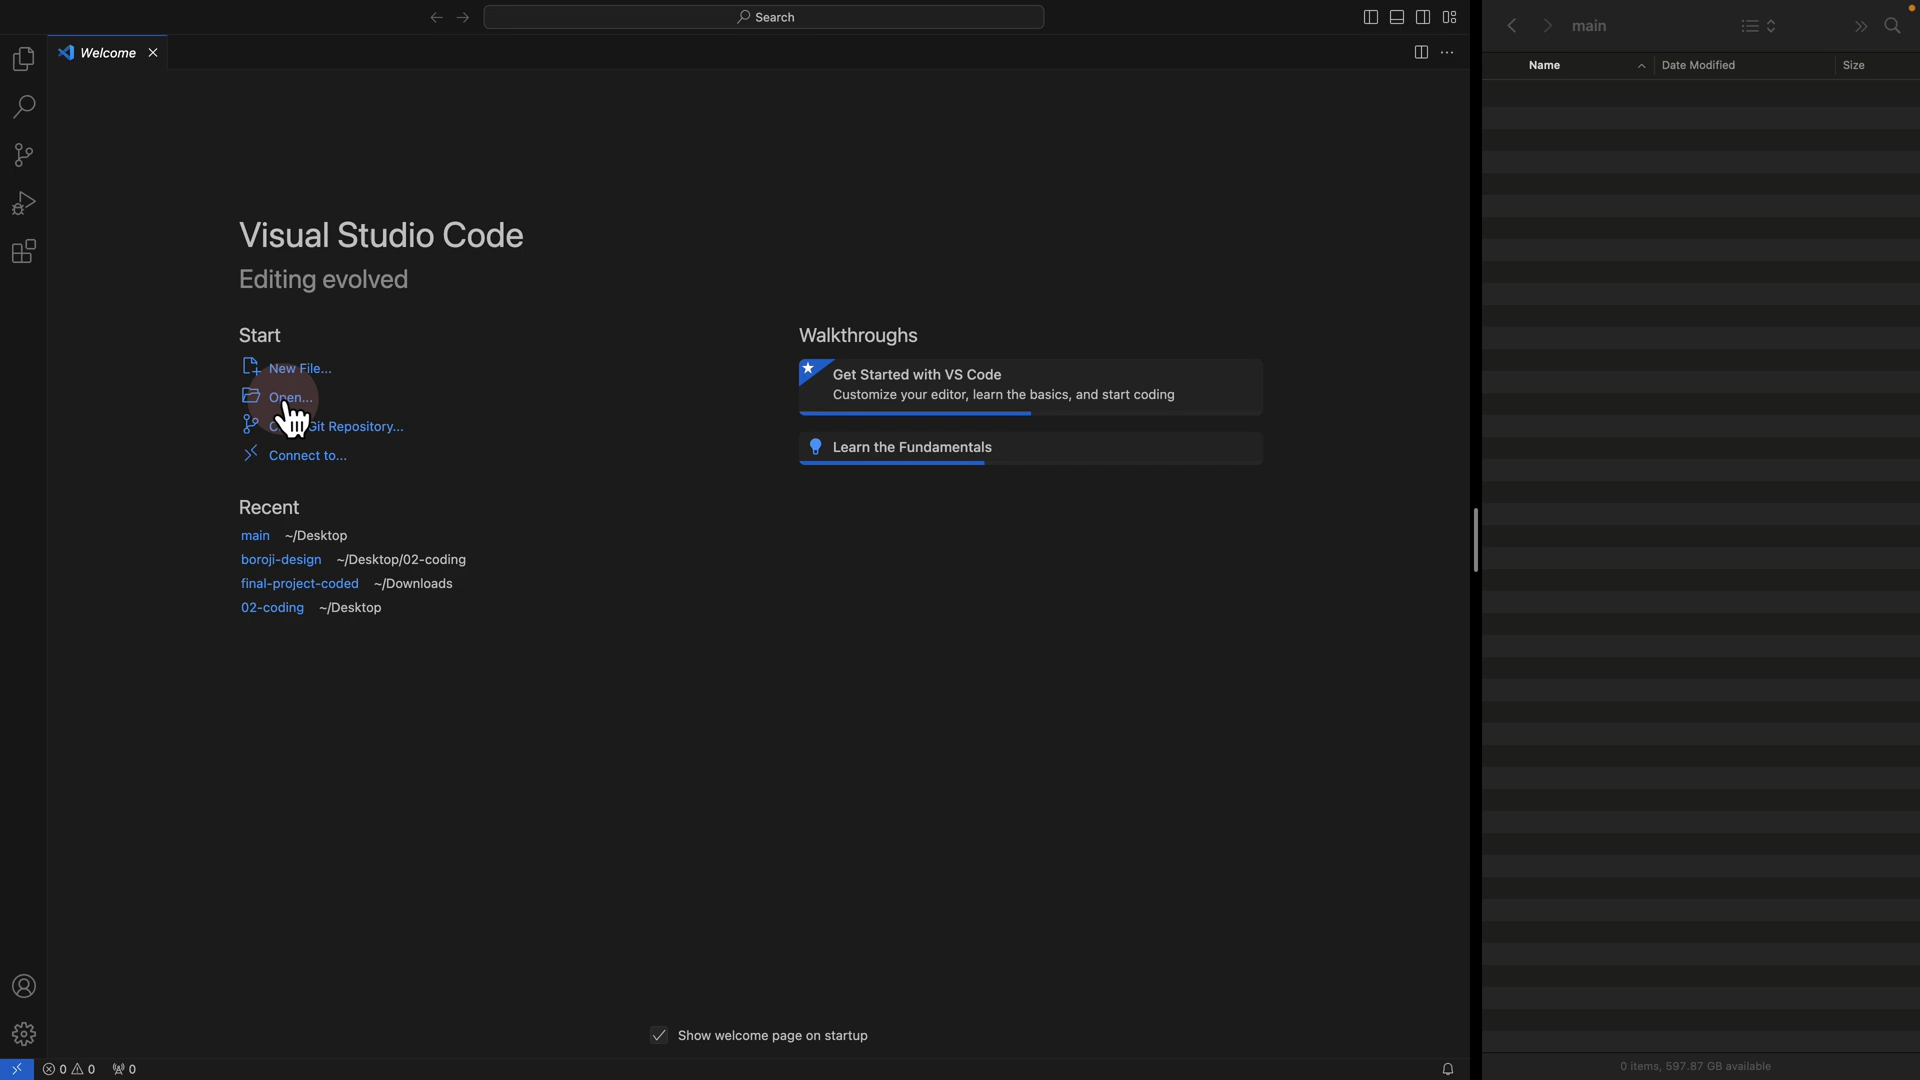 Search
Welcome
Visual Studio Code
Editing evolved
Start
New File...
Open...
Git Repository...
Connect to...
Recent
main ~/Desktop
boroji-design ~/Desktop/02-coding
final-project-coded ~/Downloads
02-coding ~/Desktop
Walkthroughs
Get Started with VS Code
Customize your editor, learn the basics, and start coding
Learn the Fundamentals
Show welcome page on startup
0 0 0
main
Name Date Modified Size
0 items, 597.87 GB available